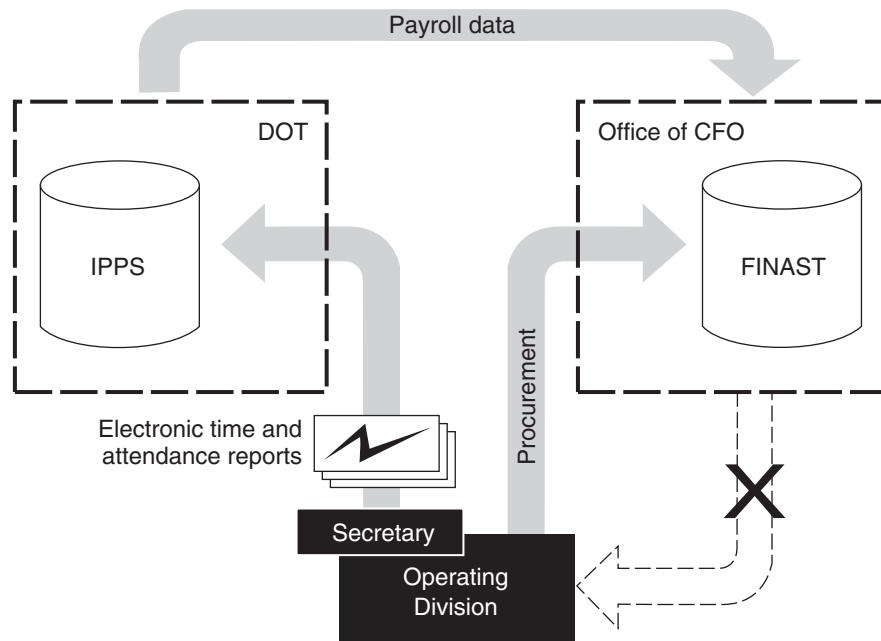 Payroll data
DOT
Office of CFO
IPPS
FINAST
Procurement
Electronic time and
attendance reports
Secretary
Operating
Division